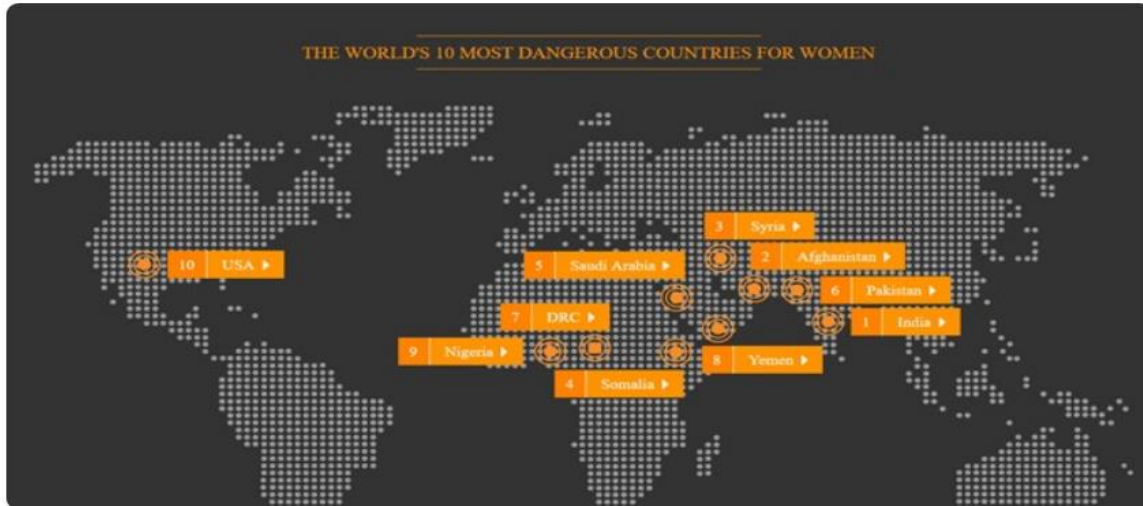 THE WORLD'S 10 MOST DANGEROUS COUNTRIES FOR WOMEN
3 Syria
2 Afghanistan
10 USA
5 Saudi Arabia
6 Pakistan
7 DRC
1 India
9 Nigeria
8 Yemen
4 Somalia